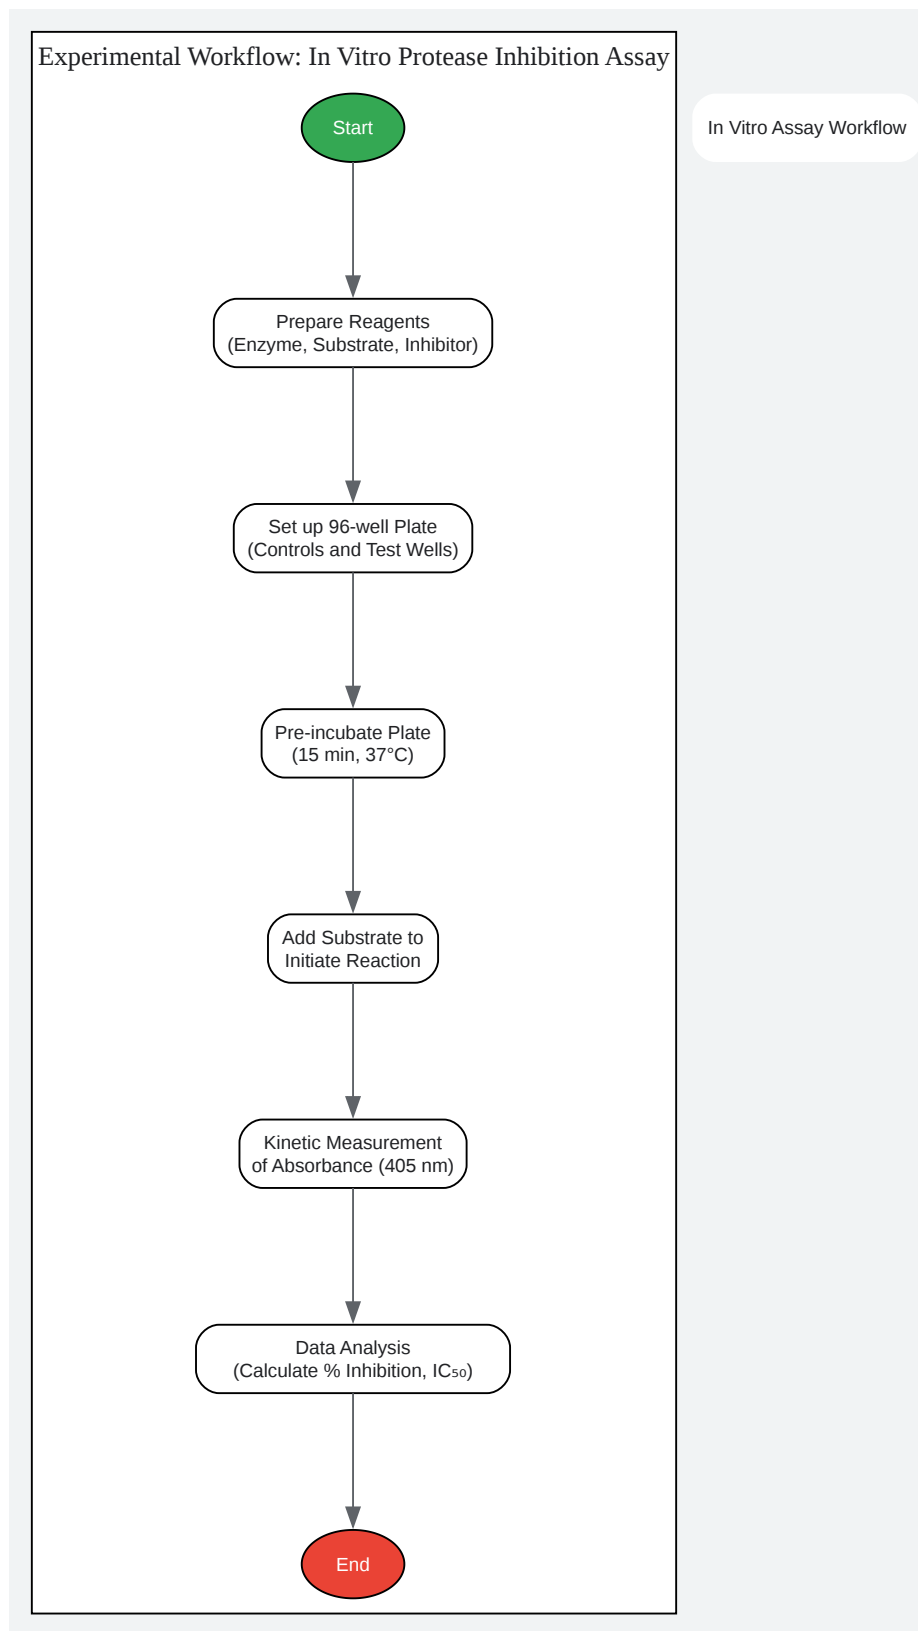 Experimental Workflow: In Vitro Protease Inhibition Assay
Start
In Vitro Assay Workflow
Prepare Reagents
(Enzyme, Substrate, Inhibitor)
Set up 96-well Plate
(Controls and Test Wells)
Pre-incubate Plate
(15 min, 37°C)
Add Substrate to
Initiate Reaction
Kinetic Measurement
of Absorbance (405 nm)
Data Analysis
(Calculate % Inhibition, IC₅₀)
End